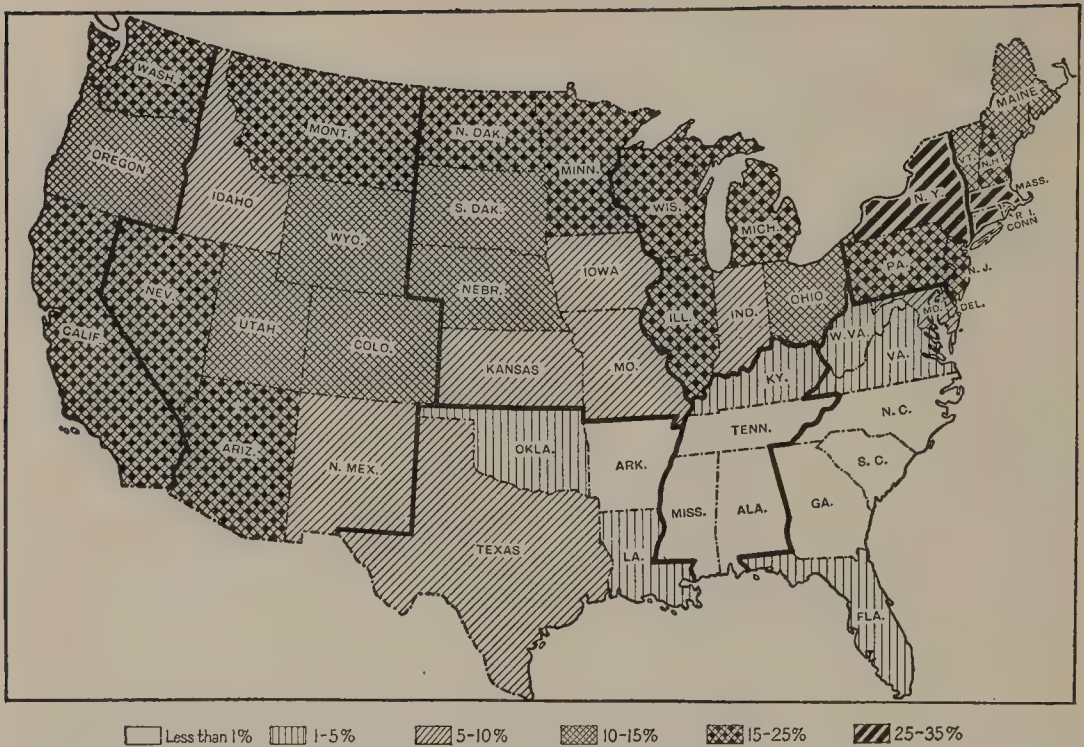 WASH.
MONT.
N. DAK.
MINN.
MAINE
OREGON
IDAHO
VT.
N.H.
MASS.
WIS.
N.Y.
S. DAK.
WYO.
MICH.
R I.
CONN
IOWA
PA.
N. J.
NEBR.
OHIO
NEV.
UTAH
ILL.
IND.
MD.
DEL.
CALIF
COLO.
W.VA.
VA.
KANSAS
MO.
KY.
N. C.
TENN.
ARIZ.
OKLA.
ARK.
S. C.
N. MEX.
MISS.
ALA.
GA.
TEXAS
LA.
FLA.
Less than 1% 1-5% 5-10% 10-15% 15-25% 25-35%